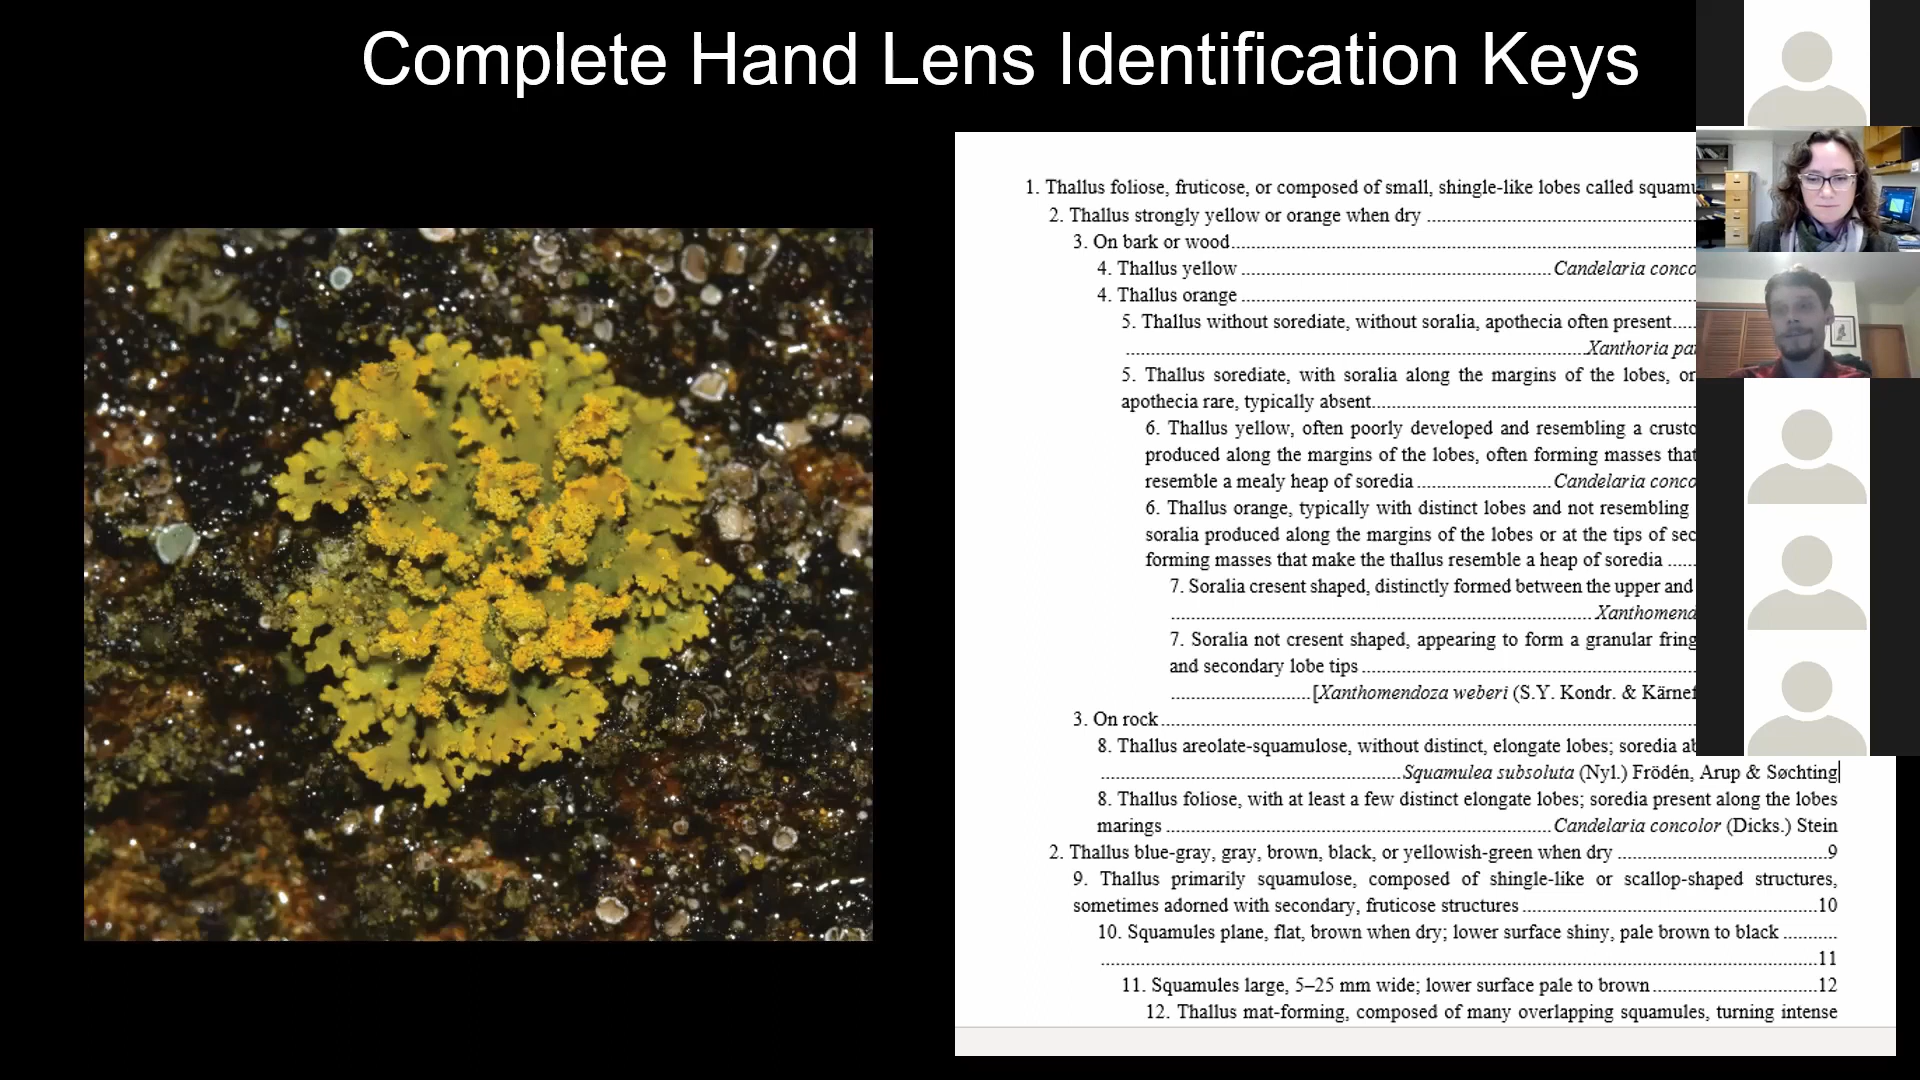 Complete Hand Lens Identification Keys
1. Thallus foliose, fruticose, or composed of small, shingle-like lobes called
2. Thallus strongly yellow or orange when dry
3. On bark or wood
4. Thallus yellow Candelaria
4. Thallus orange
5. Thallus without sorediate, without soralia, apothecia often present
Xanthoria
5. Thallus sorediate, with soralia along the margins of the lobes, or
apothecia rare, typically absent
6. Thallus yellow, often poorly developed and resembling a
produced along the margins of the lobes, often forming masses that
resemble a mealy heap of soredia Candelaria
6. Thallus orange, typically with distinct lobes and not resembling
soralia produced along the margins of the lobes or at the tips of
forming masses that make the thallus resemble a heap of soredia
7. Soralia cresent shaped, distinctly formed between the upper and
7. Soralia not cresent shaped, appearing to form a granular
and secondary lobe tips
[Xanthomendoza weberi (S.Y. Kondr. &
3. On rock
8. Thallus areolate-squamulose, without distinct, elongate lobes; soredia
Squamulea subsoluta (Nyl.) Frödén, Arup & Søchting
8. Thallus foliose, with at least a few distinct elongate lobes; soredia present along the lobes
marings Candelaria concolor (Dicks.) Stein
2. Thallus blue-gray, gray, brown, black, or yellowish-green when dry 9
9. Thallus primarily squamulose, composed of shingle-like or scallop-shaped structures,
sometimes adorned with secondary, fruticose structures 10
10. Squamules plane, flat, brown when dry; lower surface shiny, pale brown to black
11
11. Squamules large, 5–25 mm wide; lower surface pale to brown 12
12. Thallus mat-forming, composed of many overlapping squamules, turning intense